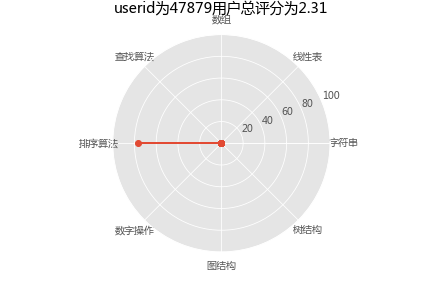 userid为47879用户总评分为2.31
数组
查找算法
线性表
100
80
60
40
20
排序算法
字符串
数字操作
树结构
图结构